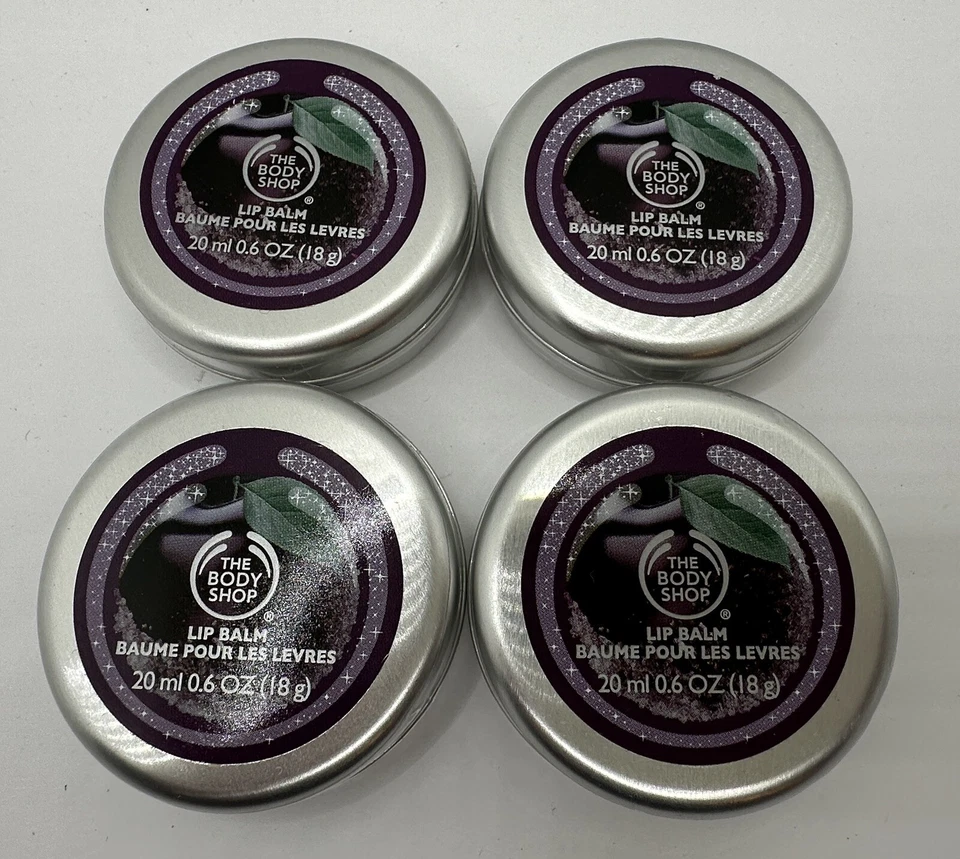 THE
BODY
SHOP
®
LIP BALM
BAUME POUR LES LEVRES
20 ml 0.6 OZ (18 g)
THE
BODY
SHOP
®
LIP BALM
BAUME POUR LES LEVRES
20 ml 0.6 OZ (18 g)
THE
BODY
SHOP
®
LIP BALM
BAUME POUR LES LEVRES
20 ml 0.6 OZ (18 g)
THE
BODY
SHOP
®
LIP BALM
BAUME POUR LES LEVRES
20 ml 0.6 OZ (18 g)